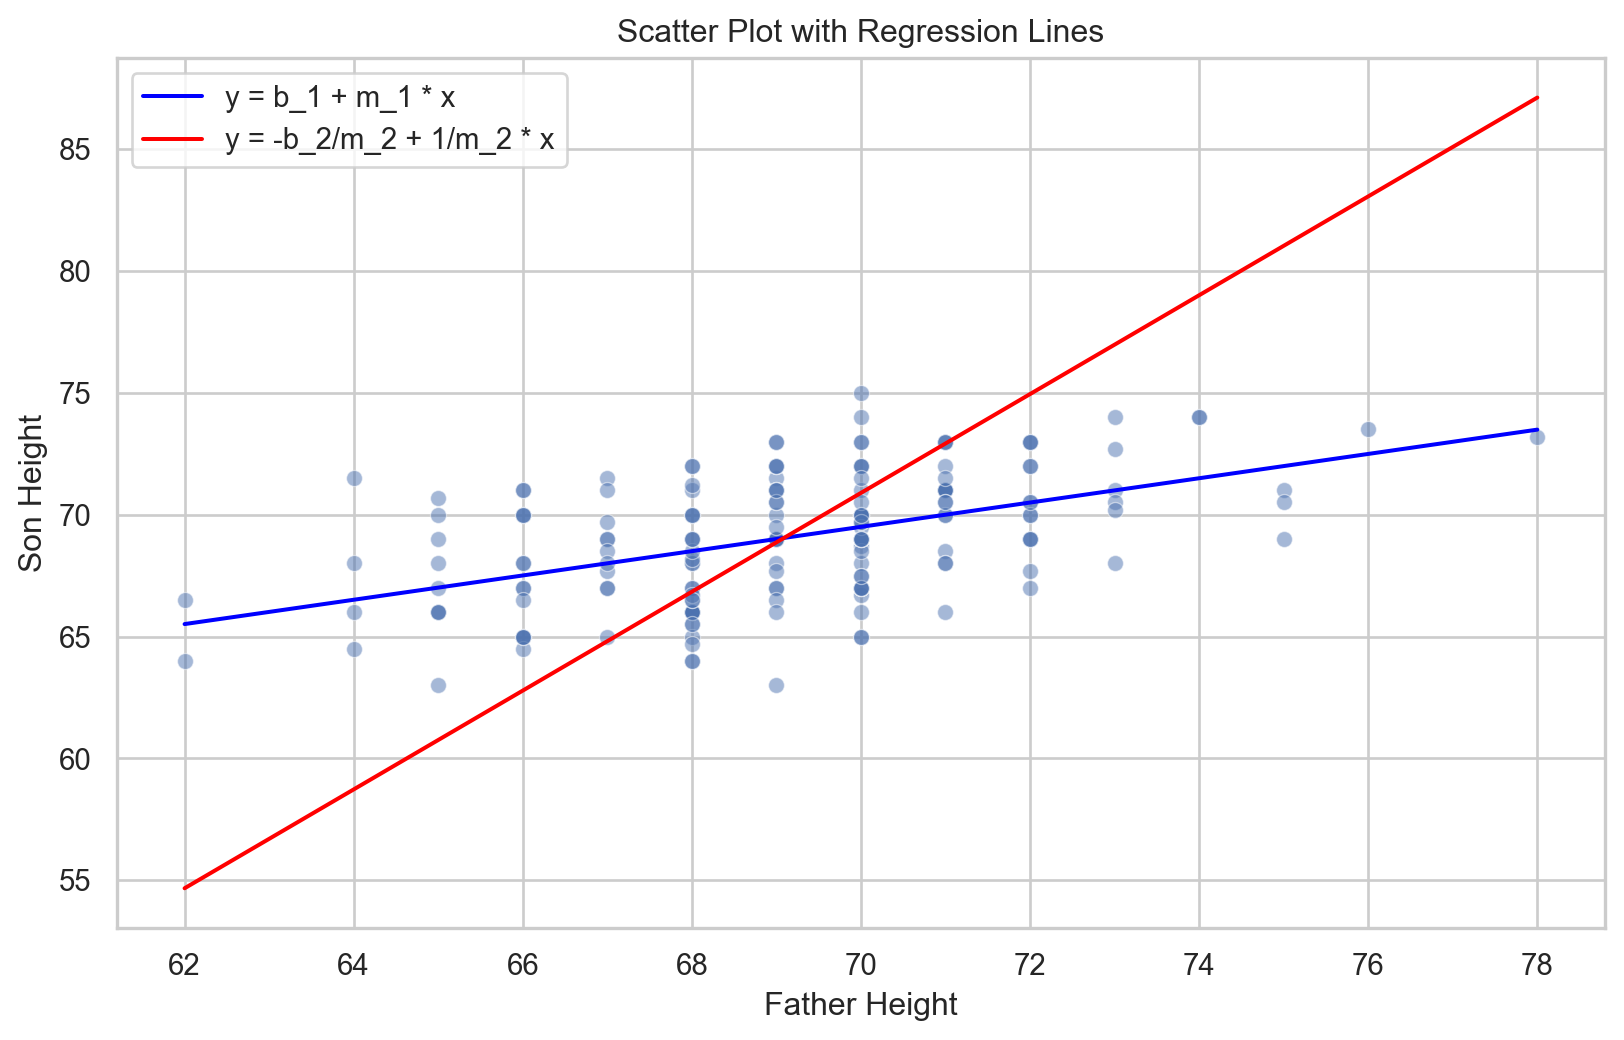 Scatter Plot with Regression Lines
y = b_1 + m_1 * x
y = -b_2/m_2 + 1/m_2 * x
85
80
75
70
65
60
55
Son Height
62 64 66 68 70 72 74 76 78
Father Height